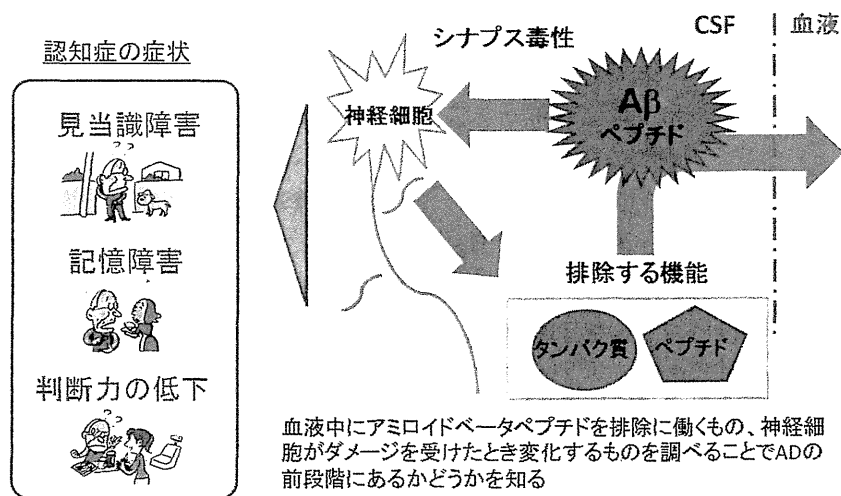 認知症の症状
見当識障害
記憶障害
判断力の低下
シナプス毒性
CSF
血液
神経細胞
Aβ
ペプチド
排除する機能
タンパク質
ペプチド
血液中にアミロイドベータペプチドを排除に働くもの、神経細
胞がダメージを受けたとき変化するものを調べることでADの
前段階にあるかどうかを知る